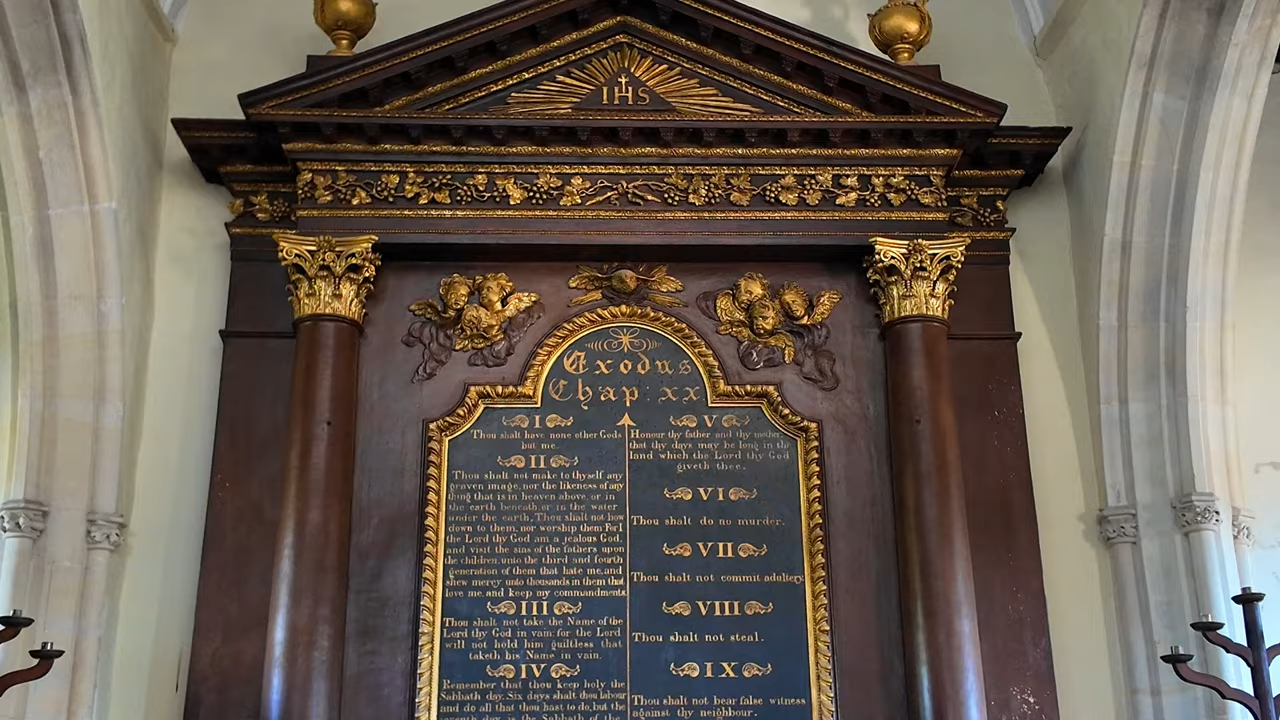 IHS
Exodus
Chap: xx
I
Thou shalt have none other Gods
but me.
II
Thou shalt not make to thyself any
graven image, nor the likeness of any
thing that is in heaven above, or in
the earth beneath, or in the water
under the earth, Thou shalt not bow
down to them, nor worship them: For I
the Lord thy God am a jealous God,
and visit the sins of the fathers upon
the children, unto the third and fourth
generation of them that hate me, and
shew mercy unto thousands in them that
love me, and keep my commandments.
III
Thou shalt not take the Name of the
Lord thy God in vain: for the Lord
will not hold him guiltless that
taketh his Name in vain.
IV
Remember that thou keep holy the
Sabbath day. Six days shalt thou labour
and do all that thou hast to do, but the
seventh day is the Sabbath of the
V
Honour thy father and thy mother:
that thy days may be long in the
land which the Lord thy God
giveth thee.
VI
Thou shalt do no murder.
VII
Thou shalt not commit adultery.
VIII
Thou shalt not steal.
IX
Thou shalt not bear false witness
against thy neighbour.